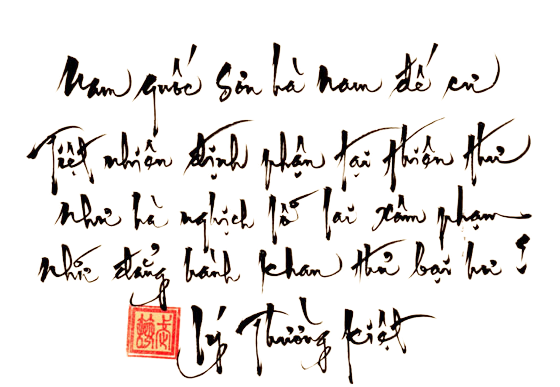 Nam quốc Sơn hà nam đế cư
Tiệt nhiên định phận tại thiên thư
như hà nghịch lỗ lai xâm phạm
nhữ đẳng hành khan thủ bại hư !
Lý Thường Kiệt